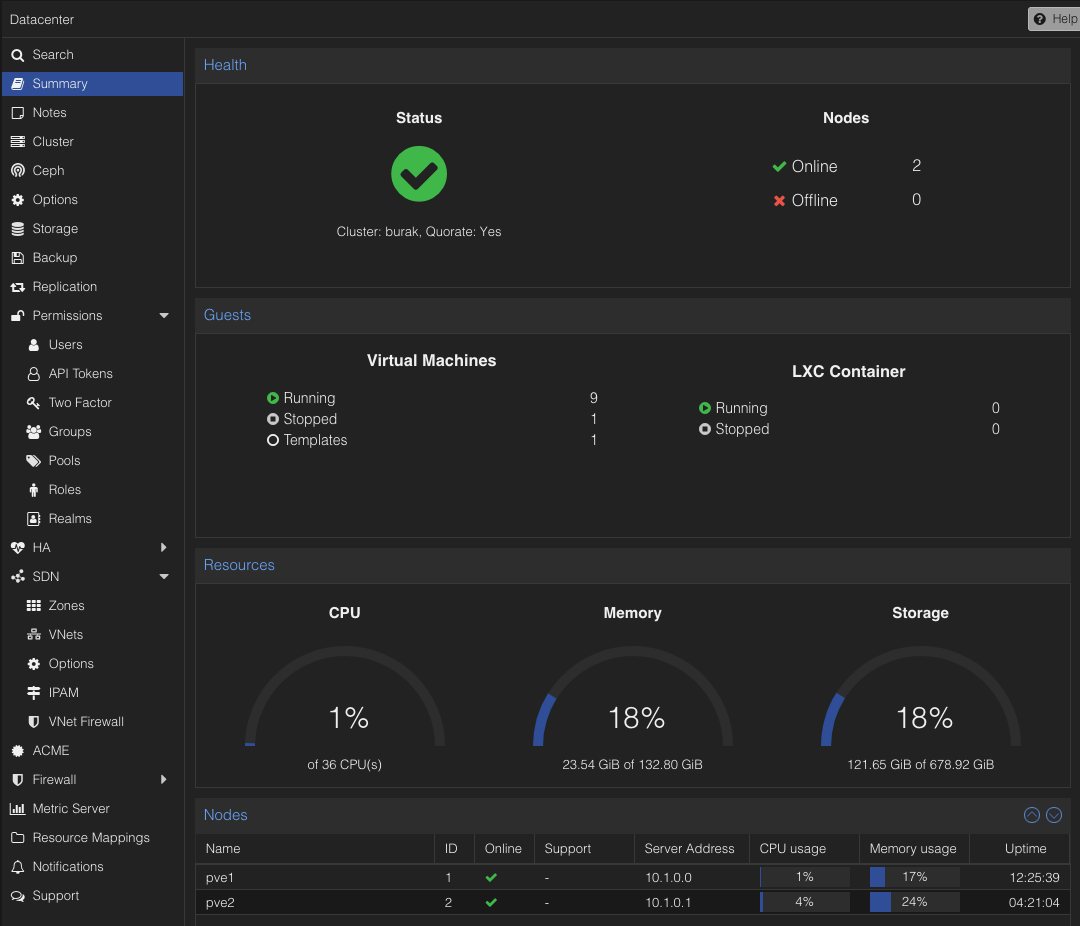 Datacenter
Help
Search
Summary
Notes
Cluster
Ceph
Options
Storage
Backup
Replication
Permissions
Users
API Tokens
Two Factor
Groups
Pools
Roles
Realms
HA
SDN
Zones
VNets
Options
IPAM
VNet Firewall
ACME
Firewall
Metric Server
Resource Mappings
Notifications
Support
Health
Status
Nodes
Online 2
Offline 0
Cluster: burak, Quorate: Yes
Guests
Virtual Machines
Running 9
Stopped 1
Templates 1
LXC Container
Running 0
Stopped 0
Resources
CPU
1%
of 36 CPU(s)
Memory
18%
23.54 GiB of 132.80 GiB
Storage
18%
121.65 GiB of 678.92 GiB
Nodes
Name ID Online Support Server Address CPU usage Memory usage Uptime
pve1 1 - 10.1.0.0 1% 17% 12:25:39
pve2 2 - 10.1.0.1 4% 24% 04:21:04